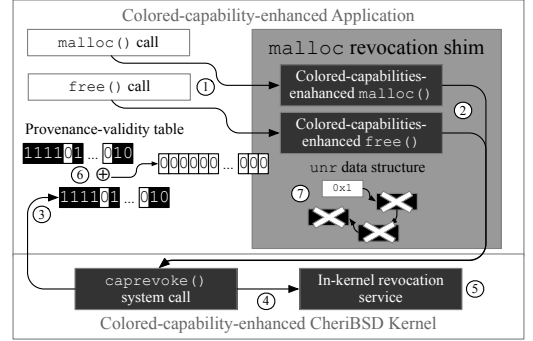 Colored-capability-enhanced Application
malloc() call
free() call
1
malloc revocation shim
Colored-capabilities-
enahanced malloc()
2
Colored-capabilities-
enhanced free()
Provenance-validity table
111101 ... 010
6
⊕
000000 ... 000
3
111101 ... 010
unr data structure
7
0x1
caprevoke()
system call
4
In-kernel revocation
service
5
Colored-capability-enhanced CheriBSD Kernel